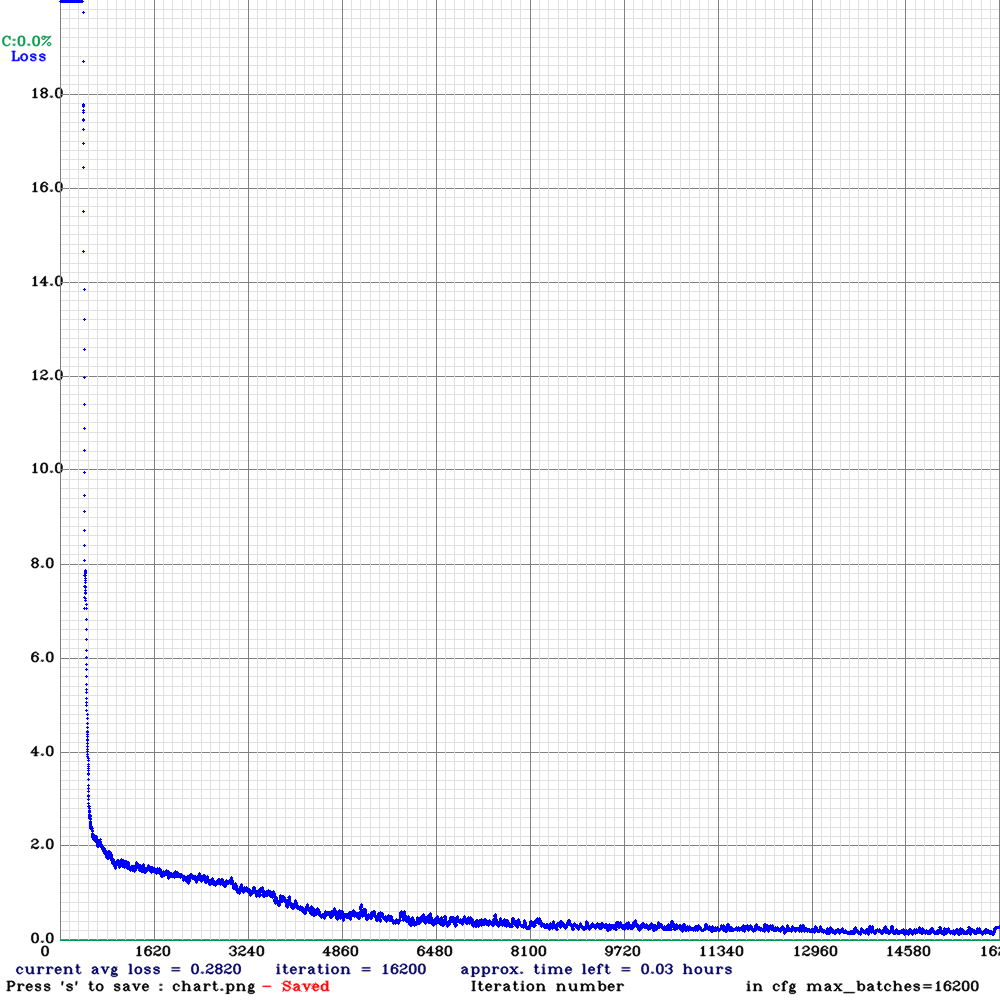 C:0.0%
Loss
18.0
16.0
14.0
12.0
10.0
8.0
6.0
4.0
2.0
0.0
0 1620 3240 4860 6480 8100 9720 11340 12960 14580 162
current avg loss = 0.2820 iteration = 16200 approx. time left = 0.03 hours
Press 's' to save : chart.png - Saved Iteration number in cfg max_batches=16200